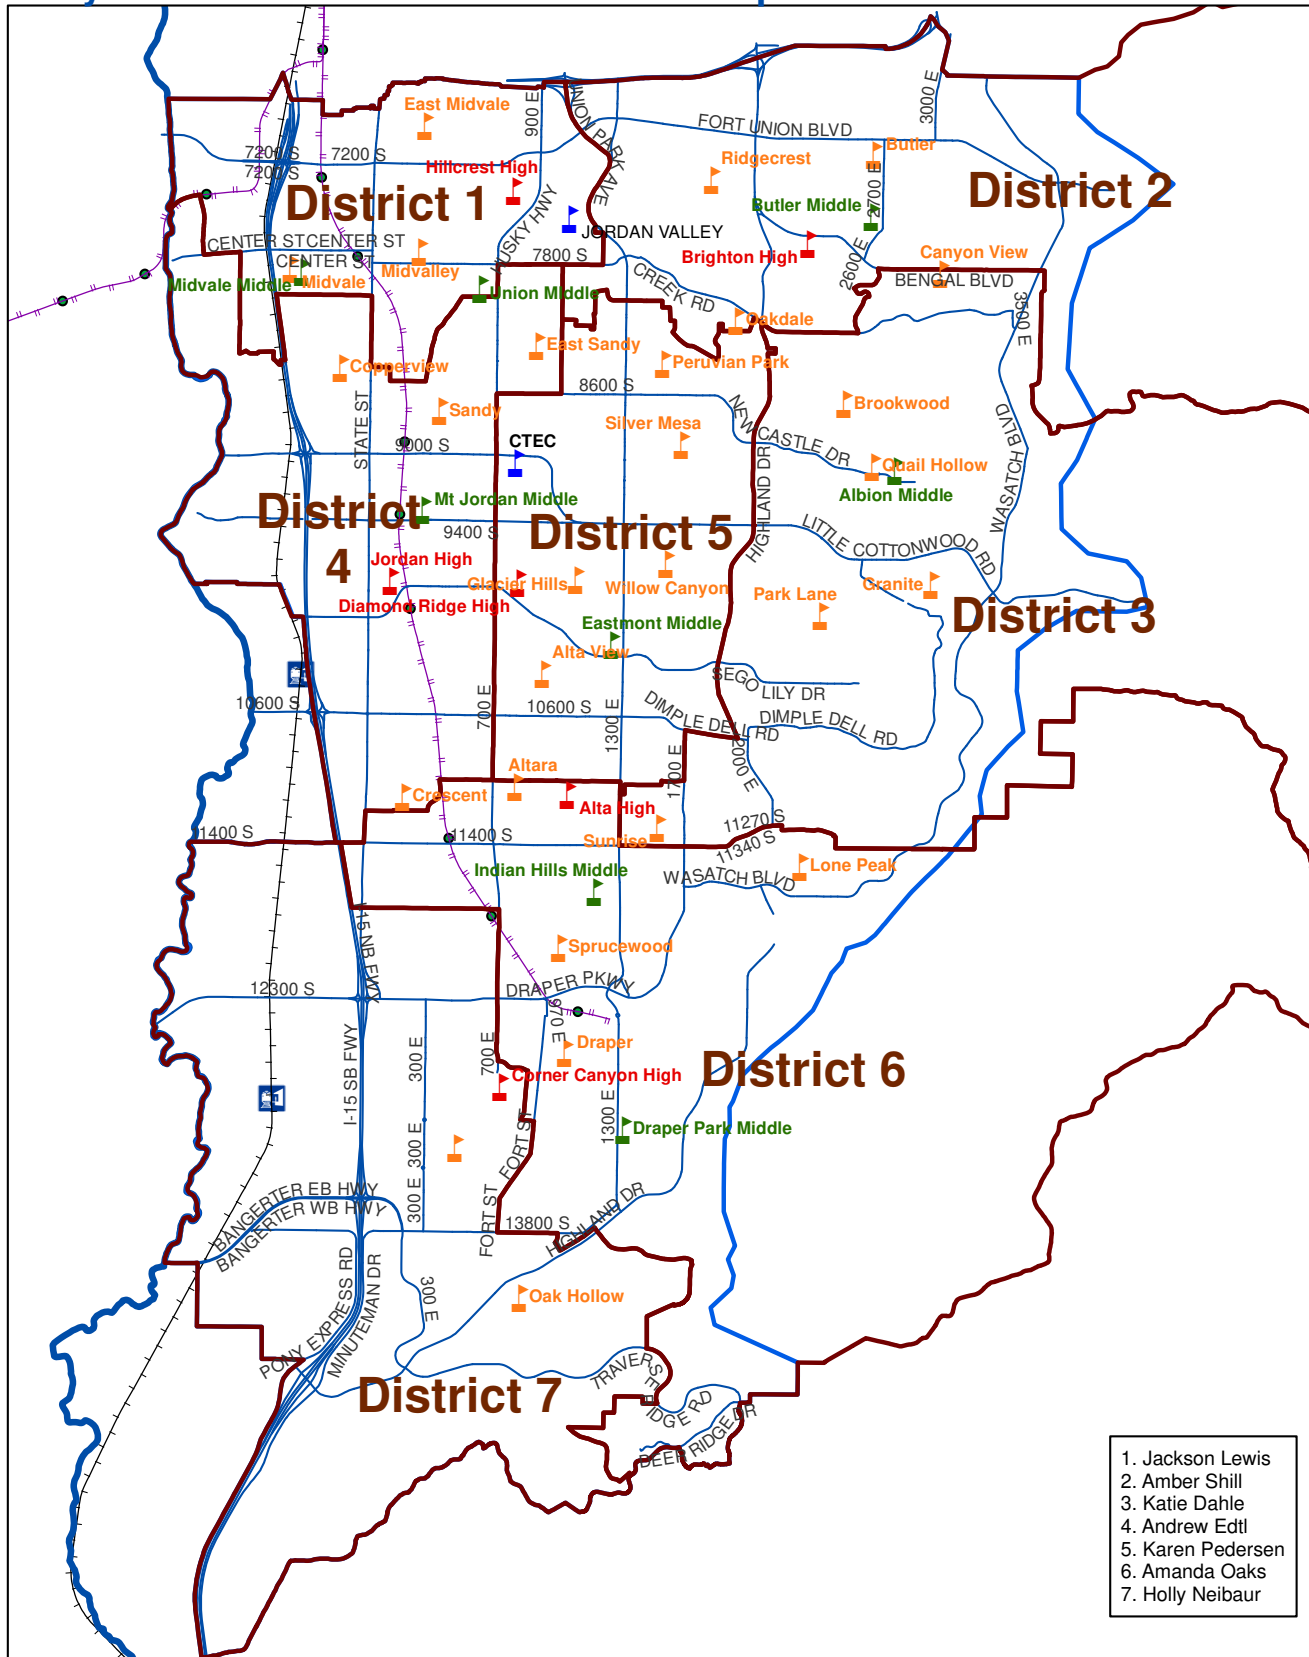 3000 E
East Midvale
900 E
UNION PARK AVE
FORT UNION BLVD
Butler
7200 S
7200 S
7200 S
Ridgecrest
Hillcrest High
District 1
District 2
2700 E
Butler Middle
JORDAN VALLEY
HUSKY HWY
CENTER ST
CENTER ST
CENTER ST
7800 S
Brighton High
Canyon View
Midvalley
2600 E
BENGAL BLVD
Midvale Middle
Midvale
CREEK RD
Union Middle
3500 E
Oakdale
East Sandy
Peruvian Park
Copperview
8600 S
Brookwood
Sandy
NEW CASTLE DR
Silver Mesa
STATE ST
9000 S
CTEC
WASATCH BLVD
HIGHLAND DR
Quail Hollow
Albion Middle
Mt Jordan Middle
District
4
9400 S
District 5
LITTLE COTTONWOOD RD
Jordan High
Glacier Hills
Willow Canyon
Granite
Park Lane
Diamond Ridge High
District 3
Eastmont Middle
Alta View
SEGO LILY DR
10600 S
10600 S
700 E
1300 E
DIMPLE DELL RD
DIMPLE DELL RD
1700 E
2000 E
Altara
Crescent
Alta High
11270 S
1400 S
11400 S
Sunrise
11340 S
Indian Hills Middle
WASATCH BLVD
Lone Peak
I-15 NB FWY
Sprucewood
12300 S
DRAPER PKWY
970 E
I-15 SB FWY
300 E
700 E
Draper
District 6
Corner Canyon High
1300 E
Draper Park Middle
300 E
FORT ST
BANGERTER EB HWY
BANGERTER WB HWY
300 E
FORT ST
13800 S
HIGHLAND DR
PONY EXPRESS RD
MINUTEMAN DR
300 E
Oak Hollow
District 7
DEER RIDGE DR
1. Jackson Lewis
2. Amber Shill
3. Katie Dahle
4. Andrew Edtl
5. Karen Pedersen
6. Amanda Oaks
7. Holly Neibaur